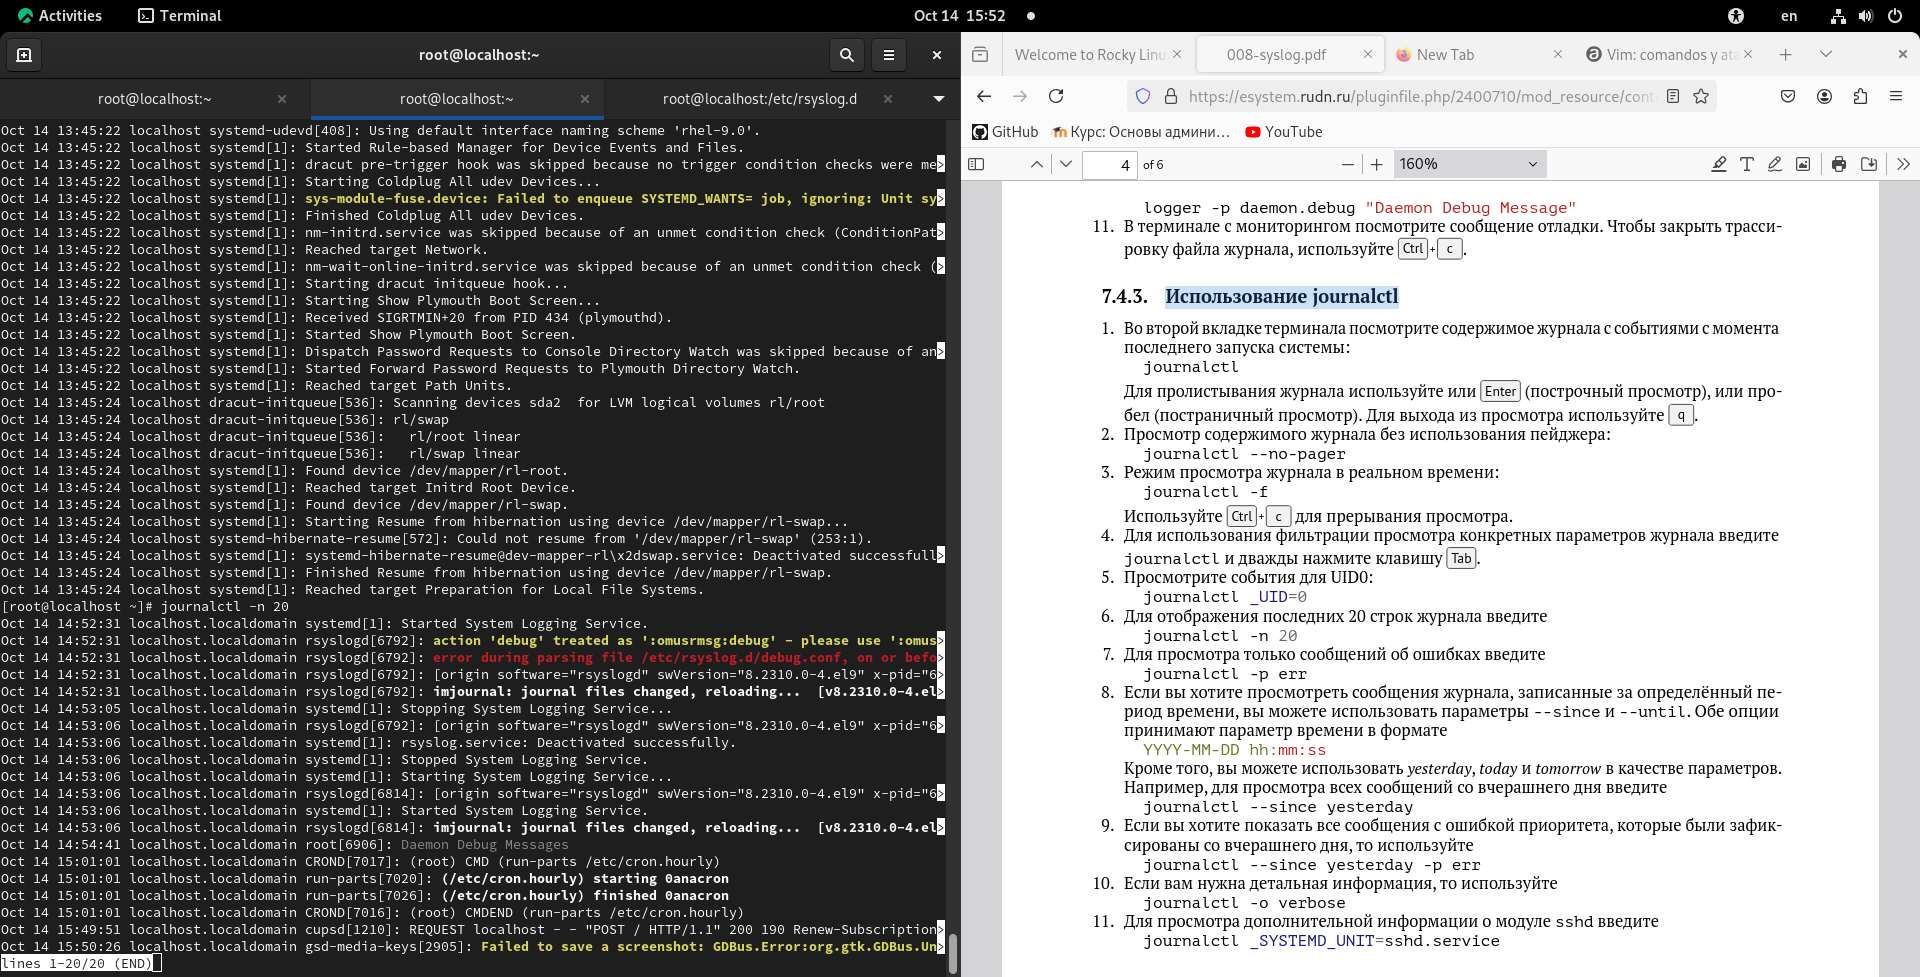 Activities
Terminal
Oct 14 15:52
en
root@localhost:~
root@localhost:~
root@localhost:~
root@localhost:/etc/rsyslog.d
Oct 14 13:45:22 localhost systemd-udevd[408]: Using default interface naming scheme 'rhel-9.0'.
Oct 14 13:45:22 localhost systemd[1]: Started Rule-based Manager for Device Events and Files.
Oct 14 13:45:22 localhost systemd[1]: dracut pre-trigger hook was skipped because no trigger condition checks were me>
Oct 14 13:45:22 localhost systemd[1]: Starting Coldplug All udev Devices...
Oct 14 13:45:22 localhost systemd[1]: sys-module-fuse.device: Failed to enqueue SYSTEMD_WANTS= job, ignoring: Unit sy>
Oct 14 13:45:22 localhost systemd[1]: Finished Coldplug All udev Devices.
Oct 14 13:45:22 localhost systemd[1]: nm-initrd.service was skipped because of an unmet condition check (ConditionPat>
Oct 14 13:45:22 localhost systemd[1]: Reached target Network.
Oct 14 13:45:22 localhost systemd[1]: nm-wait-online-initrd.service was skipped because of an unmet condition check (>
Oct 14 13:45:22 localhost systemd[1]: Starting dracut initqueue hook...
Oct 14 13:45:22 localhost systemd[1]: Starting Show Plymouth Boot Screen...
Oct 14 13:45:22 localhost systemd[1]: Received SIGRTMIN+20 from PID 434 (plymouthd).
Oct 14 13:45:22 localhost systemd[1]: Started Show Plymouth Boot Screen.
Oct 14 13:45:22 localhost systemd[1]: Dispatch Password Requests to Console Directory Watch was skipped because of an>
Oct 14 13:45:22 localhost systemd[1]: Started Forward Password Requests to Plymouth Directory Watch.
Oct 14 13:45:22 localhost systemd[1]: Reached target Path Units.
Oct 14 13:45:24 localhost dracut-initqueue[536]: Scanning devices sda2  for LVM logical volumes rl/root
Oct 14 13:45:24 localhost dracut-initqueue[536]: rl/swap
Oct 14 13:45:24 localhost dracut-initqueue[536]:   rl/root linear
Oct 14 13:45:24 localhost dracut-initqueue[536]:   rl/swap linear
Oct 14 13:45:24 localhost systemd[1]: Found device /dev/mapper/rl-root.
Oct 14 13:45:24 localhost systemd[1]: Reached target Initrd Root Device.
Oct 14 13:45:24 localhost systemd[1]: Found device /dev/mapper/rl-swap.
Oct 14 13:45:24 localhost systemd[1]: Starting Resume from hibernation using device /dev/mapper/rl-swap...
Oct 14 13:45:24 localhost systemd-hibernate-resume[572]: Could not resume from '/dev/mapper/rl-swap' (253:1).
Oct 14 13:45:24 localhost systemd[1]: systemd-hibernate-resume@dev-mapper-rl\x2dswap.service: Deactivated successfull>
Oct 14 13:45:24 localhost systemd[1]: Finished Resume from hibernation using device /dev/mapper/rl-swap.
Oct 14 13:45:24 localhost systemd[1]: Reached target Preparation for Local File Systems.
[root@localhost ~]# journalctl -n 20
Oct 14 14:52:31 localhost.localdomain systemd[1]: Started System Logging Service.
Oct 14 14:52:31 localhost.localdomain rsyslogd[6792]: action 'debug' treated as ':omusrmsg:debug' - please use ':omus>
Oct 14 14:52:31 localhost.localdomain rsyslogd[6792]: error during parsing file /etc/rsyslog.d/debug.conf, on or befo>
Oct 14 14:52:31 localhost.localdomain rsyslogd[6792]: [origin software="rsyslogd" swVersion="8.2310.0-4.el9" x-pid="6>
Oct 14 14:52:31 localhost.localdomain rsyslogd[6792]: imjournal: journal files changed, reloading...  [v8.2310.0-4.el>
Oct 14 14:53:05 localhost.localdomain systemd[1]: Stopping System Logging Service...
Oct 14 14:53:06 localhost.localdomain rsyslogd[6792]: [origin software="rsyslogd" swVersion="8.2310.0-4.el9" x-pid="6>
Oct 14 14:53:06 localhost.localdomain systemd[1]: rsyslog.service: Deactivated successfully.
Oct 14 14:53:06 localhost.localdomain systemd[1]: Stopped System Logging Service.
Oct 14 14:53:06 localhost.localdomain systemd[1]: Starting System Logging Service...
Oct 14 14:53:06 localhost.localdomain rsyslogd[6814]: [origin software="rsyslogd" swVersion="8.2310.0-4.el9" x-pid="6>
Oct 14 14:53:06 localhost.localdomain systemd[1]: Started System Logging Service.
Oct 14 14:53:06 localhost.localdomain rsyslogd[6814]: imjournal: journal files changed, reloading...  [v8.2310.0-4.el>
Oct 14 14:54:41 localhost.localdomain root[6906]: Daemon Debug Messages
Oct 14 15:01:01 localhost.localdomain CROND[7017]: (root) CMD (run-parts /etc/cron.hourly)
Oct 14 15:01:01 localhost.localdomain run-parts[7020]: (/etc/cron.hourly) starting 0anacron
Oct 14 15:01:01 localhost.localdomain run-parts[7026]: (/etc/cron.hourly) finished 0anacron
Oct 14 15:01:01 localhost.localdomain CROND[7016]: (root) CMDEND (run-parts /etc/cron.hourly)
Oct 14 15:49:51 localhost.localdomain cupsd[1210]: REQUEST localhost - - "POST / HTTP/1.1" 200 190 Renew-Subscription>
Oct 14 15:50:26 localhost.localdomain gsd-media-keys[2905]: Failed to save a screenshot: GDBus.Error:org.gtk.GDBus.Un>
lines 1-20/20 (END)
Welcome to Rocky Linu
008-syslog.pdf
New Tab
Vim: comandos y ata
https://esystem.rudn.ru/pluginfile.php/2400710/mod_resource/cont
GitHub
Курс: Основы админи…
YouTube
4 of 6
160%
logger -p daemon.debug "Daemon Debug Message"
11. В терминале с мониторингом посмотрите сообщение отладки. Чтобы закрыть трасси-
ровку файла журнала, используйте Ctrl + c .
7.4.3. Использование journalctl
1. Во второй вкладке терминала посмотрите содержимое журнала с событиями с момента
последнего запуска системы:
journalctl
Для пролистывания журнала используйте или Enter (построчный просмотр), или про-
бел (постраничный просмотр). Для выхода из просмотра используйте q .
2. Просмотр содержимого журнала без использования пейджера:
journalctl --no-pager
3. Режим просмотра журнала в реальном времени:
journalctl -f
Используйте Ctrl + c для прерывания просмотра.
4. Для использования фильтрации просмотра конкретных параметров журнала введите
journalctl и дважды нажмите клавишу Tab .
5. Просмотрите события для UID0:
journalctl _UID=0
6. Для отображения последних 20 строк журнала введите
journalctl -n 20
7. Для просмотра только сообщений об ошибках введите
journalctl -p err
8. Если вы хотите просмотреть сообщения журнала, записанные за определённый пе-
риод времени, вы можете использовать параметры --since и --until. Обе опции
принимают параметр времени в формате
YYYY-MM-DD hh:mm:ss
Кроме того, вы можете использовать yesterday, today и tomorrow в качестве параметров.
Например, для просмотра всех сообщений со вчерашнего дня введите
journalctl --since yesterday
9. Если вы хотите показать все сообщения с ошибкой приоритета, которые были зафик-
сированы со вчерашнего дня, то используйте
journalctl --since yesterday -p err
10. Если вам нужна детальная информация, то используйте
journalctl -o verbose
11. Для просмотра дополнительной информации о модуле sshd введите
journalctl _SYSTEMD_UNIT=sshd.service